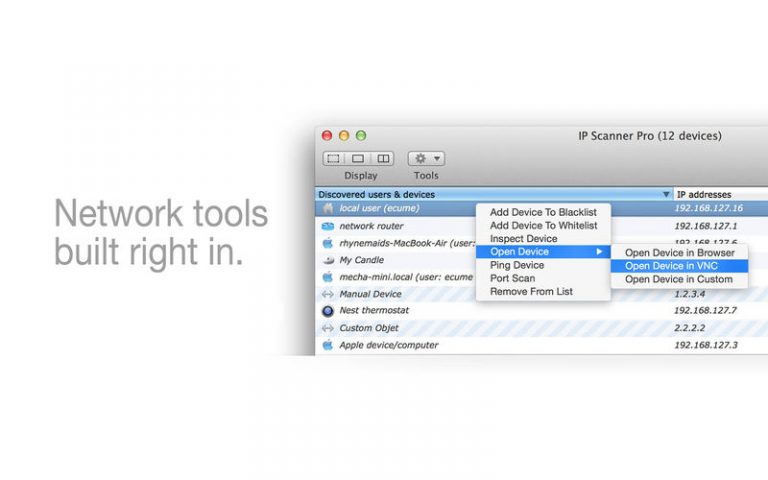 Network tools
built right in.
IP Scanner Pro (12 devices)
Display
Tools
Discovered users & devices
IP addresses
local user (ecume)
192.168.127.16
network router
192.168.127.1
rhynemaids-MacBook-Air (user:
My Candle
mecha-mini.local (user: ecume
Manual Device
1.2.3.4
Nest thermostat
192.168.127.7
Custom Objet
2.2.2.2
Apple device/computer
192.168.127.3
Add Device To Blacklist
Add Device To Whitelist
Inspect Device
Open Device
Ping Device
Port Scan
Remove From List
Open Device in Browser
Open Device in VNC
Open Device in Custom